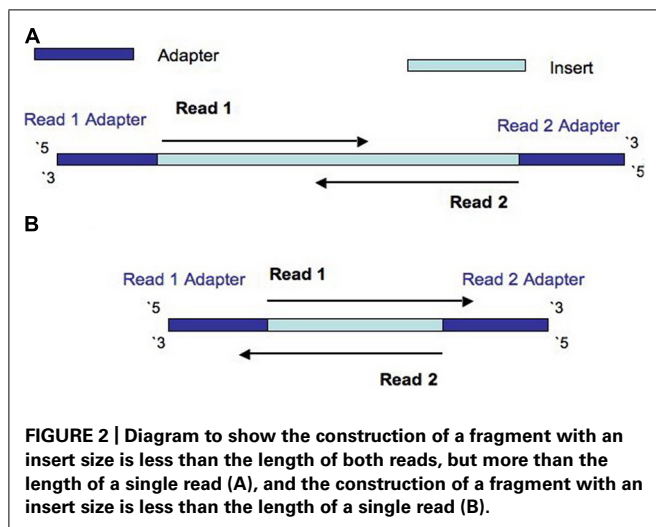 A
Adapter
Insert
Read 1 Adapter
Read 1
Read 2 Adapter
`5
`3
`3
`5
Read 2
B
Read 1 Adapter
Read 1
Read 2 Adapter
`5
`3
`3
`5
Read 2
FIGURE 2 | Diagram to show the construction of a fragment with an
insert size is less than the length of both reads, but more than the
length of a single read (A), and the construction of a fragment with an
insert size is less than the length of a single read (B).